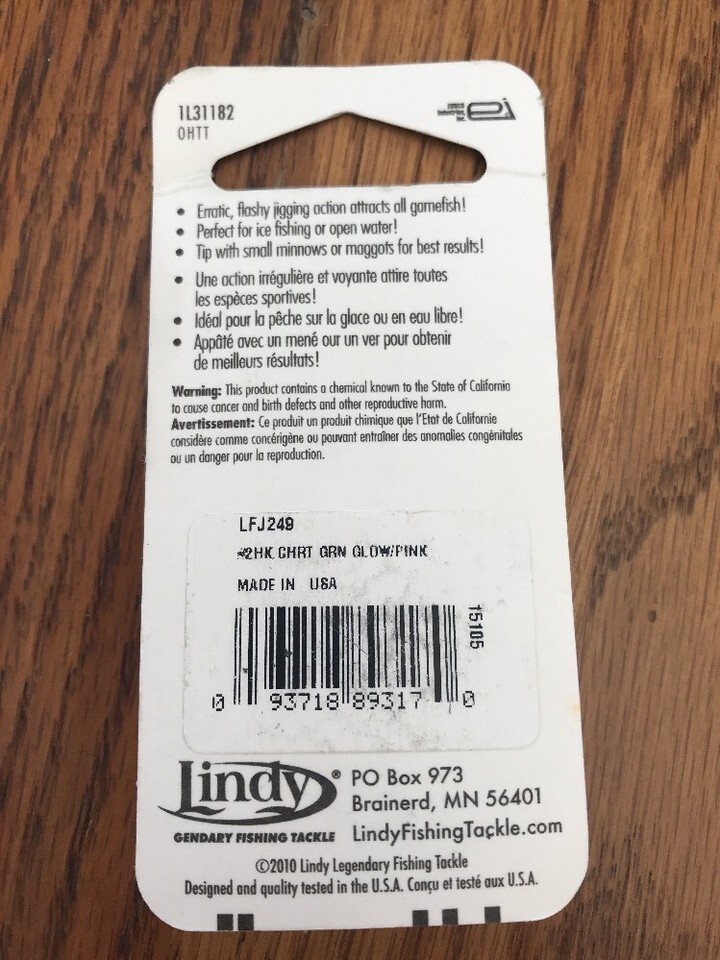 1L31182
OHTT
ei
• Erratic, flashy jigging action attracts all gamefish!
• Perfect for ice fishing or open water!
• Tip with small minnows or maggots for best results!
• Une action irrégulière et voyante attire toutes
les espèces sportives!
• Idéal pour la pêche sur la glace ou en eau libre!
• Appâté avec un mené our un ver pour obtenir
de meilleurs résultats!
Warning: This product contains a chemical known to the State of California
to cause cancer and birth defects and other reproductive harm.
Avertissement: Ce produit un produit chimique que l'Etat de Californie
considère comme concérigène ou pouvant entraîner des anomalies congènitales
ou un danger pour la reproduction.
LFJ249
#2HK CHRT GRN GLOW/PINK
MADE IN USA
15105
0 93718 89317 0
Lindy®
GENDARY FISHING TACKLE
PO Box 973
Brainerd, MN 56401
LindyFishingTackle.com
©2010 Lindy Legendary Fishing Tackle
Designed and quality tested in the U.S.A. Conçu et testé aux U.S.A.